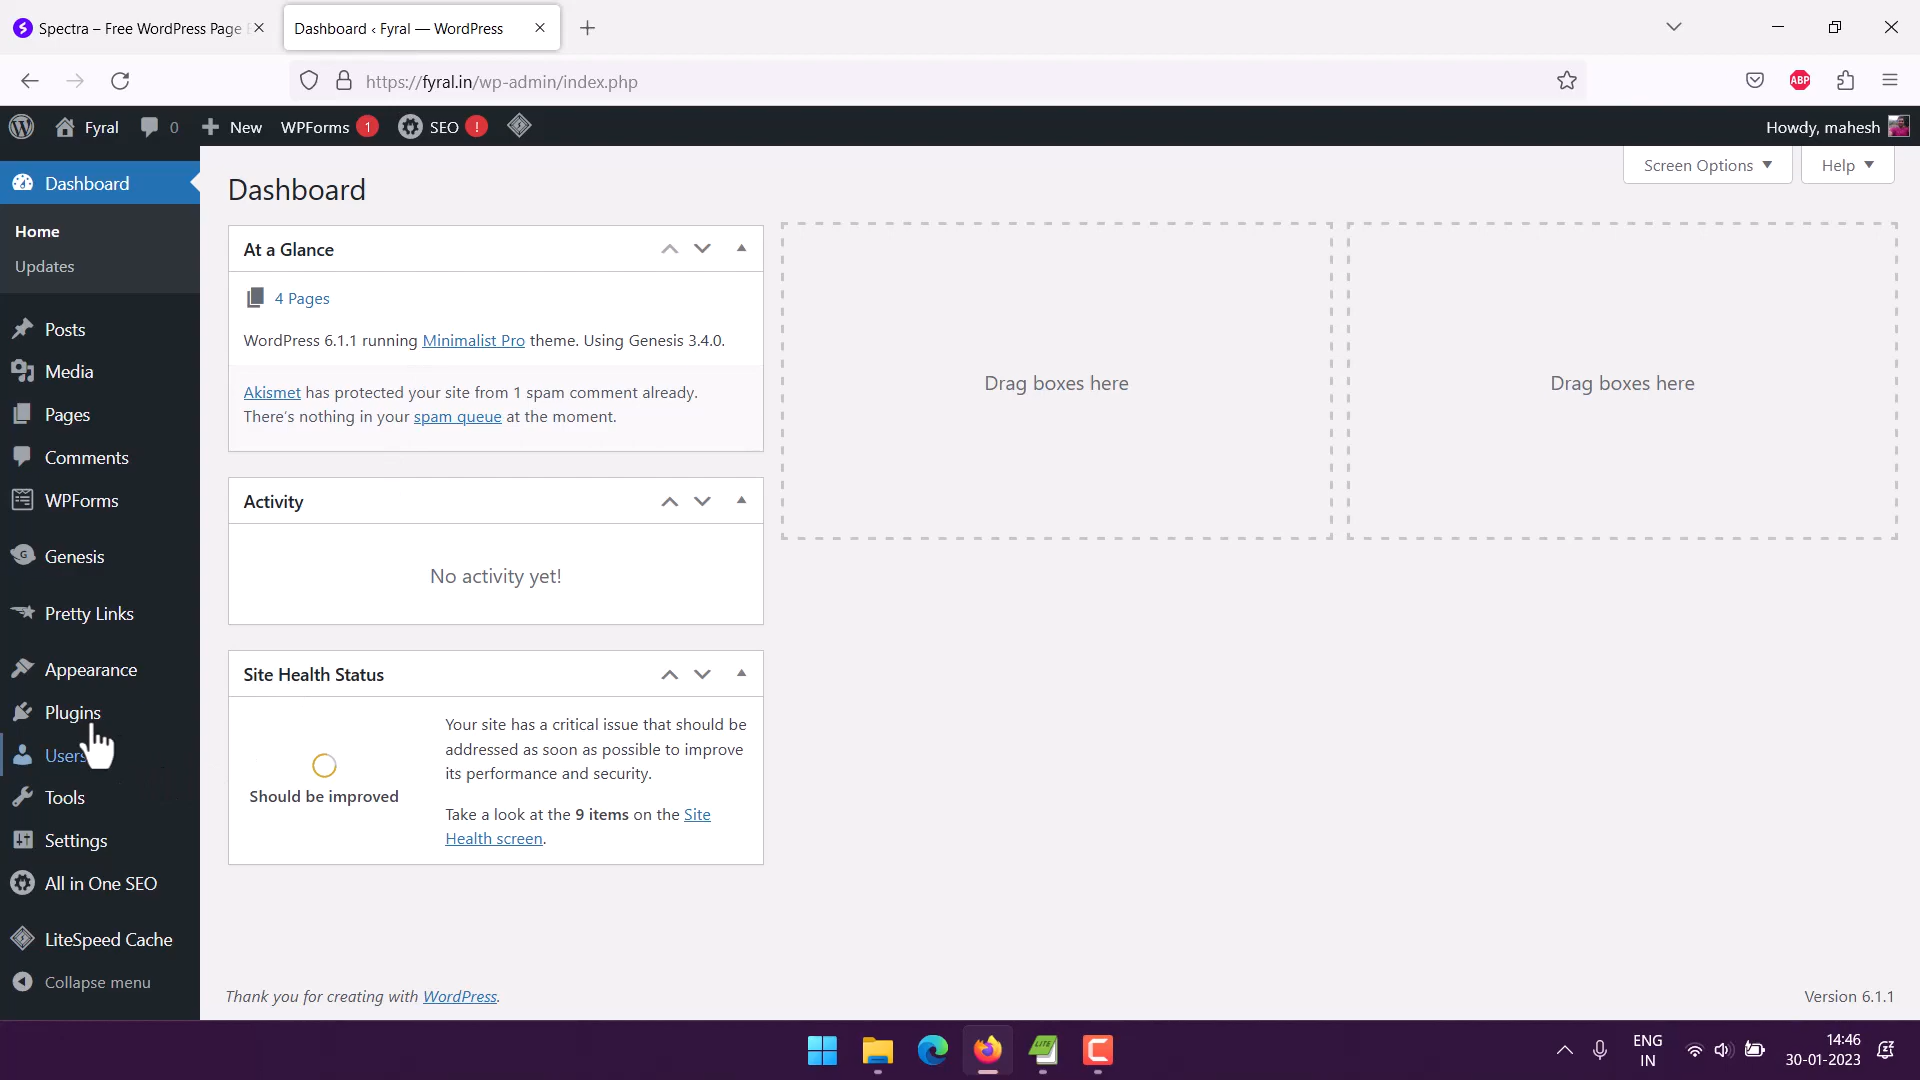 Spectra – Free WordPress Page
Dashboard ‹ Fyral — WordPress
https://fyral.in/wp-admin/index.php
ABP
Fyral
0
New
WPForms 1
SEO !
Howdy, mahesh
Dashboard
Home
Updates
Posts
Media
Pages
Comments
WPForms
Genesis
Pretty Links
Appearance
Plugins
Users
Tools
Settings
All in One SEO
LiteSpeed Cache
Collapse menu
Screen Options
Help
Dashboard
At a Glance
4 Pages
WordPress 6.1.1 running Minimalist Pro theme. Using Genesis 3.4.0.
Akismet has protected your site from 1 spam comment already.
There's nothing in your spam queue at the moment.
Activity
No activity yet!
Site Health Status
Should be improved
Your site has a critical issue that should be
addressed as soon as possible to improve
its performance and security.
Take a look at the 9 items on the Site
Health screen.
Drag boxes here
Drag boxes here
Thank you for creating with WordPress.
Version 6.1.1
LITE
ENG
IN
14:46
30-01-2023